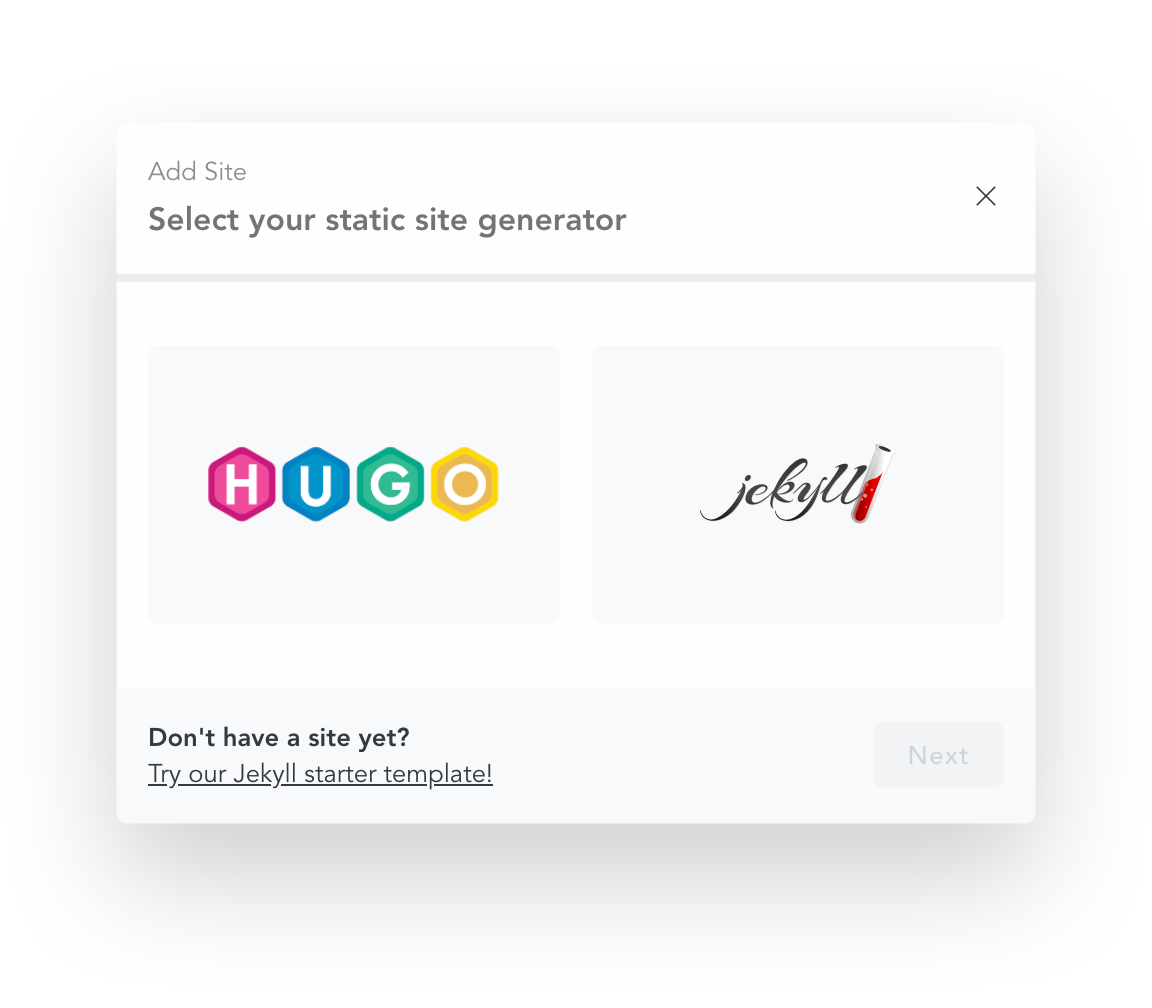 Add Site
Select your static site generator
HUGO
jekyll
Don't have a site yet?
Try our Jekyll starter template!
Next